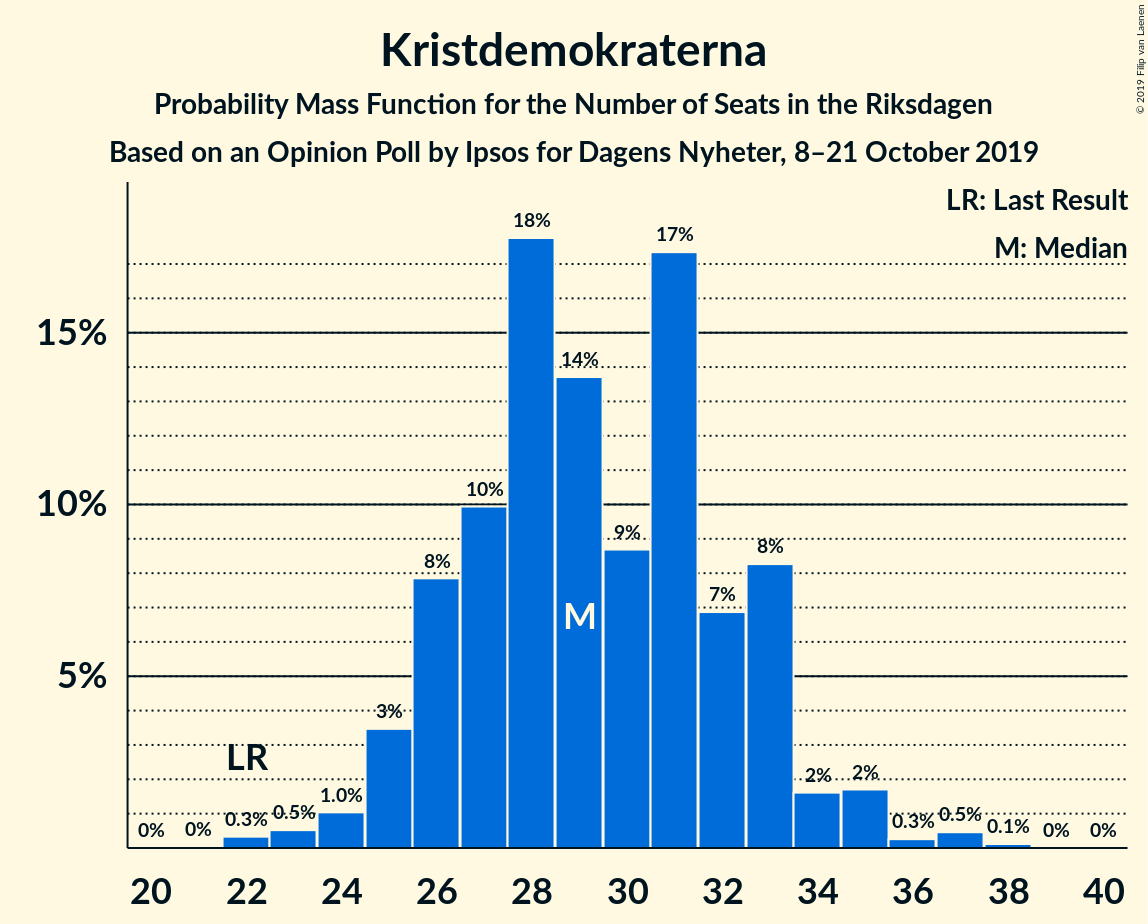 Kristdemokraterna
Probability Mass Function for the Number of Seats in the Riksdagen
Based on an Opinion Poll by Ipsos for Dagens Nyheter, 8–21 October 2019
© 2019 Filip van Laenen
LR: Last Result
M: Median
15%
10%
5%
0% 0% 0.3% 0.5% 1.0% 3% 8% 10% 18% 14% 9% 17% 7% 8% 2% 2% 0.3% 0.5% 0.1% 0% 0%
LR
M
20 22 24 26 28 30 32 34 36 38 40